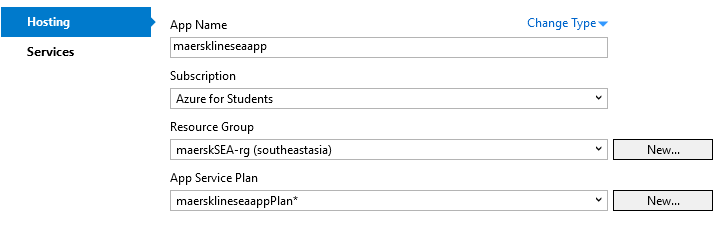 Hosting
Services
App Name
Change Type
maersklineseaapp
Subscription
Azure for Students
Resource Group
maerskSEA-rg (southeastasia)
New...
App Service Plan
maersklineseaappPlan*
New...